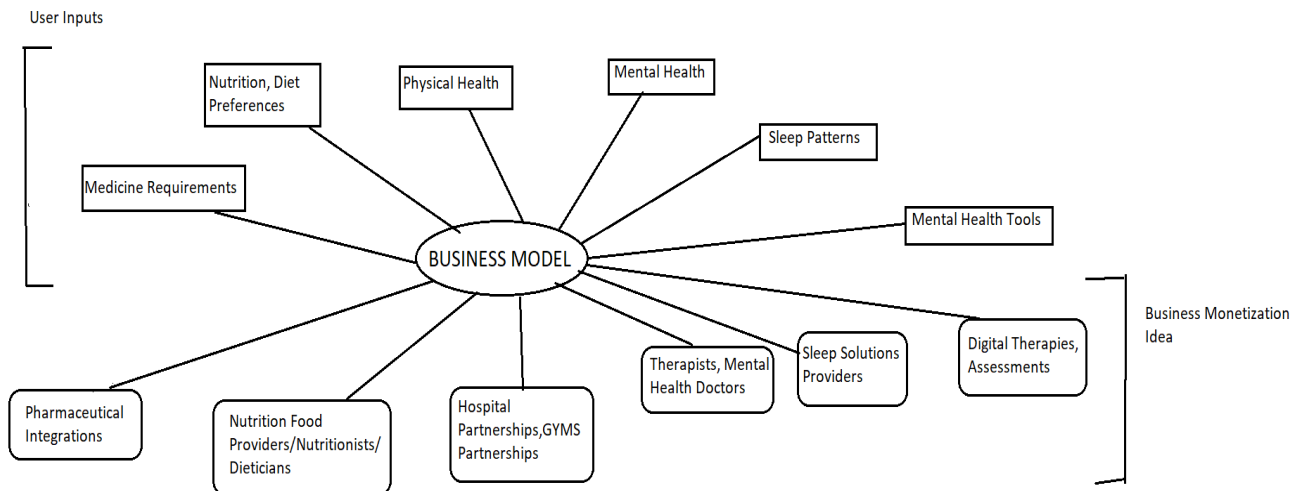 User Inputs
Nutrition, Diet
Preferences
Physical Health
Mental Health
Sleep Patterns
Medicine Requirements
Mental Health Tools
BUSINESS MODEL
Business Monetization
Idea
Pharmaceutical
Integrations
Nutrition Food
Providers/Nutritionists/
Dieticians
Hospital
Partnerships,GYMS
Partnerships
Therapists, Mental
Health Doctors
Sleep Solutions
Providers
Digital Therapies,
Assessments